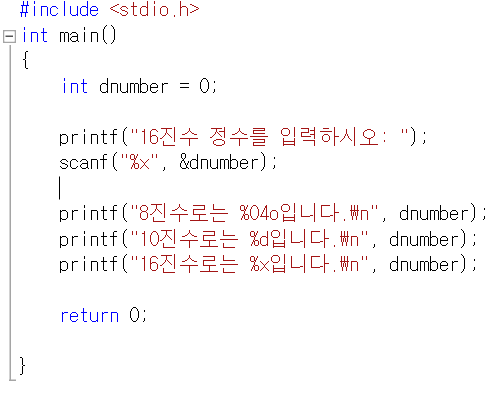 #include <stdio.h>
int main()
{
    int dnumber = 0;
    printf("16진수 정수를 입력하시오: ");
    scanf("%x", &dnumber);
    printf("8진수로는 %04o입니다.₩n", dnumber);
    printf("10진수로는 %d입니다.₩n", dnumber);
    printf("16진수로는 %x입니다.₩n", dnumber);
    return 0;
}